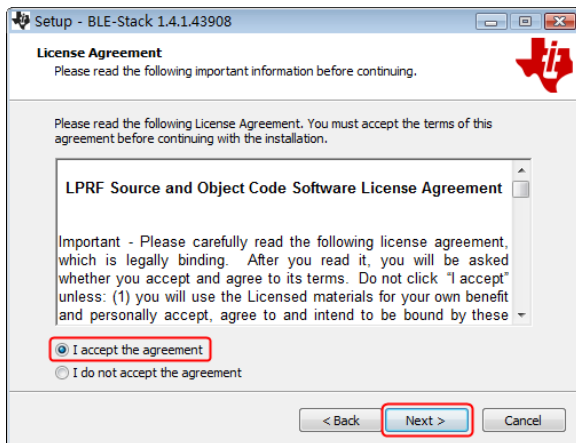 Setup - BLE-Stack 1.4.1.43908
License Agreement
Please read the following important information before continuing.
Please read the following License Agreement. You must accept the terms of this
agreement before continuing with the installation.
LPRF Source and Object Code Software License Agreement
Important - Please carefully read the following license agreement,
which is legally binding. After you read it, you will be asked
whether you accept and agree to its terms. Do not click “I accept”
unless: (1) you will use the Licensed materials for your own benefit
and personally accept, agree to and intend to be bound by these
I accept the agreement
I do not accept the agreement
< Back
Next >
Cancel